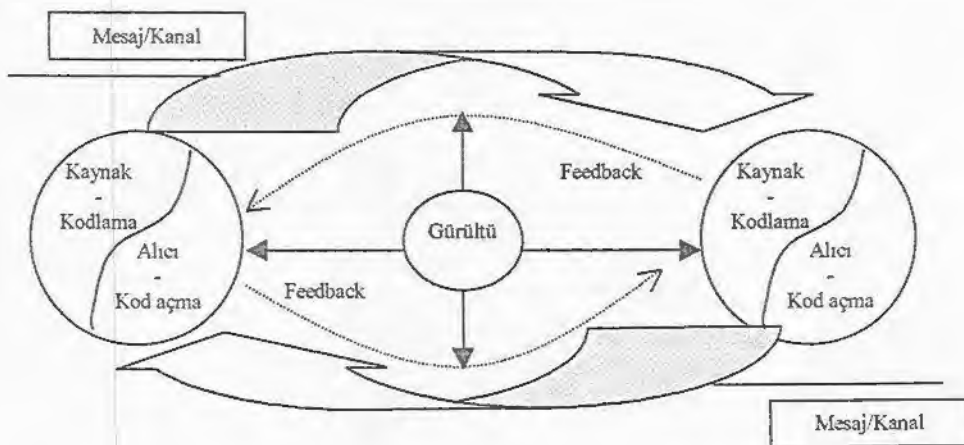 Mesaj/Kanal
Kaynak
-
Kodlama
Alıcı
-
Kod açma
Feedback
Gürültü
Feedback
Kaynak
-
Kodlama
Alıcı
-
Kod açma
Mesaj/Kanal